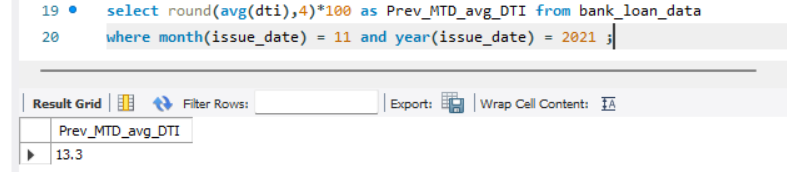 19 select round(avg(dti),4)*100 as Prev_MTD_avg_DTI from bank_loan_data
20 where month(issue_date) = 11 and year(issue_date) = 2021 ;
Result Grid Filter Rows: Export: Wrap Cell Content: IA
Prev_MTD_avg_DTI
13.3